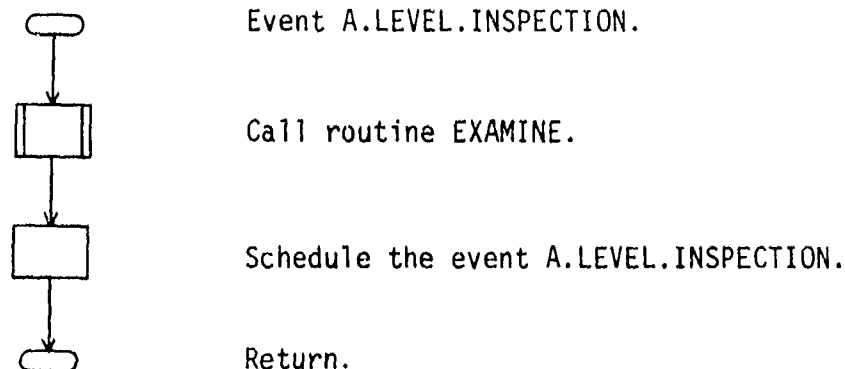 Event A.LEVEL.INSPECTION.
Call routine EXAMINE.
Schedule the event A.LEVEL.INSPECTION.
Return.